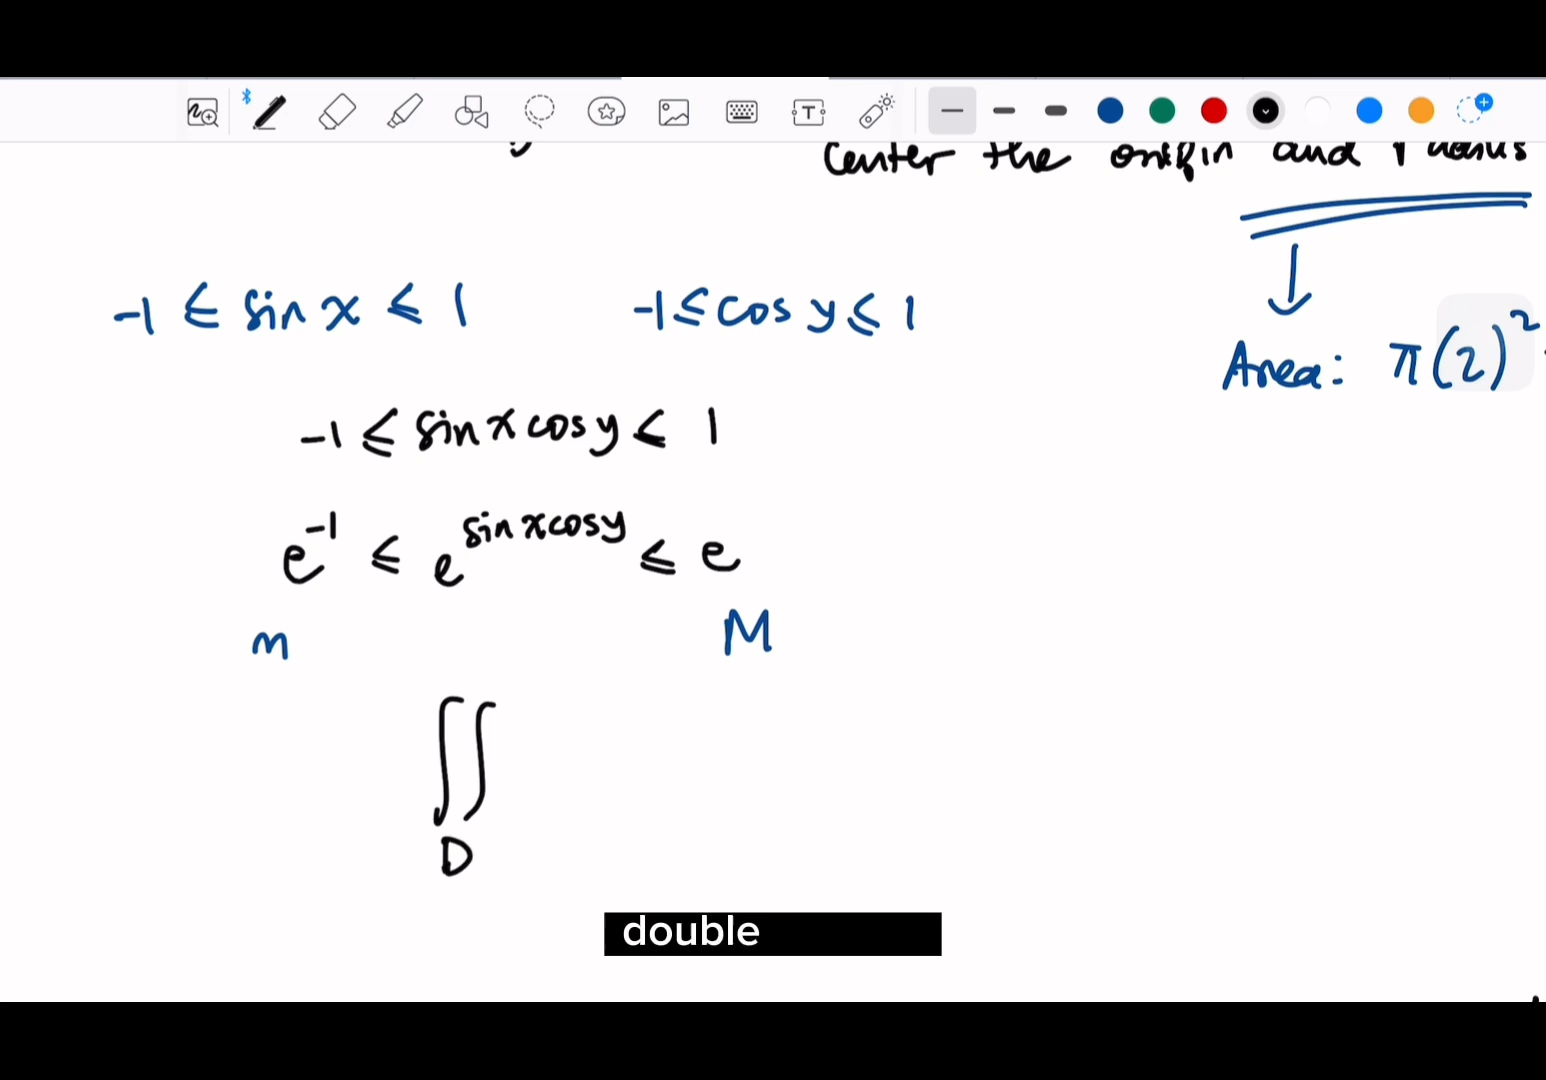 center the origin and radius
-1 ≤ sin x ≤ 1
-1 ≤ cos y ≤ 1
Area: π(2)²
-1 ≤ sin x cos y ≤ 1
e⁻¹ ≤ e^(sin x cos y) ≤ e
m M
∬
D
double